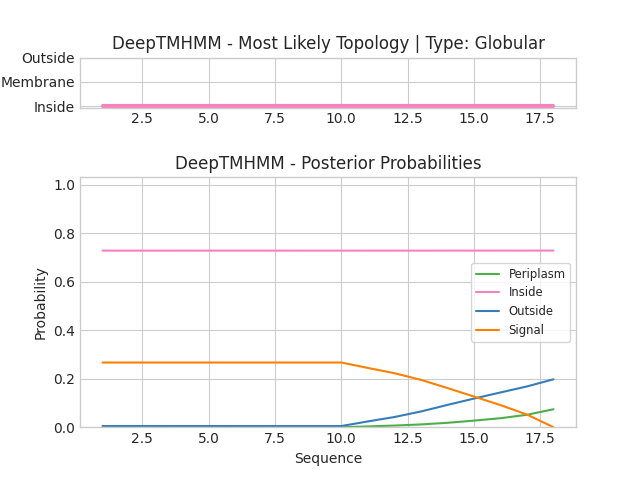 DeepTMHMM - Most Likely Topology | Type: Globular
Outside
Membrane
Inside
2.5 5.0 7.5 10.0 12.5 15.0 17.5
DeepTMHMM - Posterior Probabilities
1.0
0.8
0.6
0.4
0.2
0.0
Probability
Periplasm
Inside
Outside
Signal
2.5 5.0 7.5 10.0 12.5 15.0 17.5
Sequence